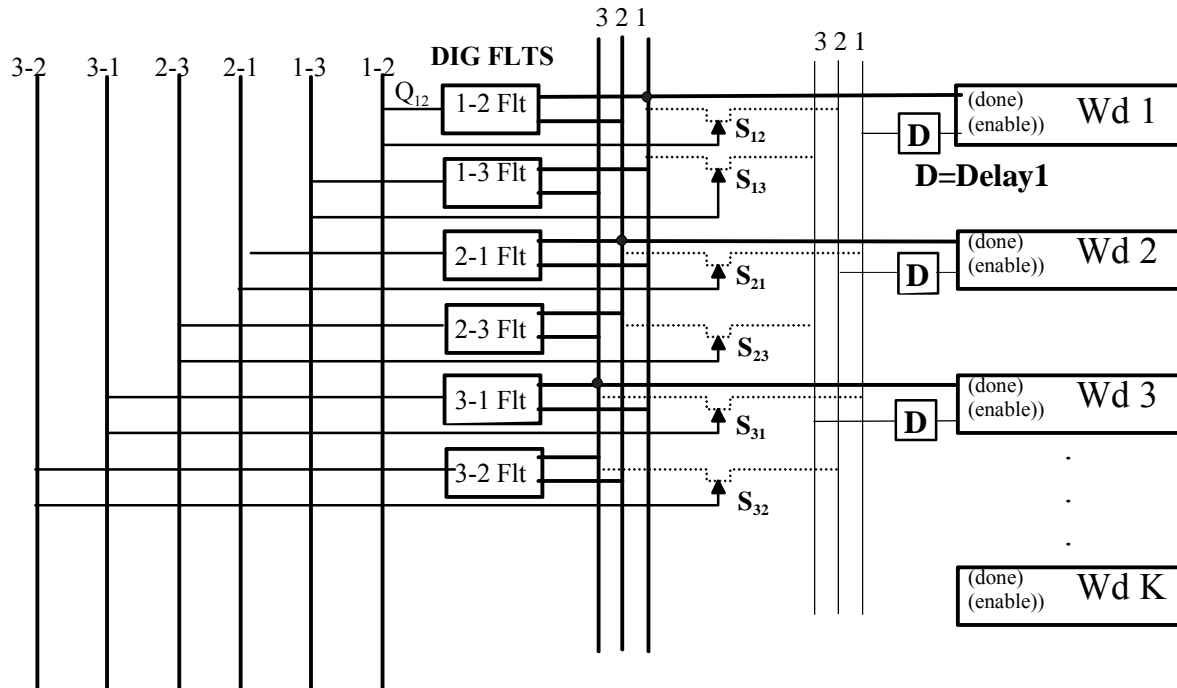 3 2 1
3-2 3-1 2-3 2-1 1-3 1-2
DIG FLTS
3 2 1
Q12
1-2 Flt
S12
(done)
(enable))
Wd 1
D
D=Delay1
1-3 Flt
S13
2-1 Flt
S21
(done)
(enable))
Wd 2
D
2-3 Flt
S23
3-1 Flt
S31
(done)
(enable))
Wd 3
D
3-2 Flt
S32
.
.
.
(done)
(enable))
Wd K